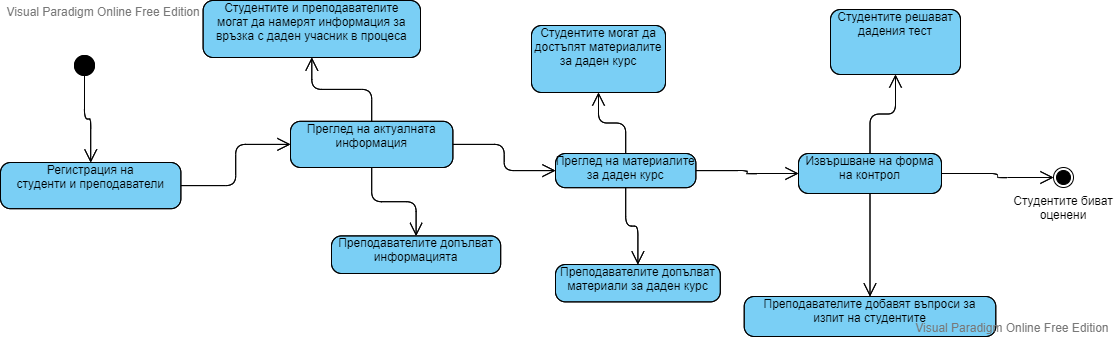 Visual Paradigm Online Free Edition
Студентите и преподавателите
могат да намерят информация за
връзка с даден учасник в процеса
Студентите могат да
достъпят материалите
за даден курс
Студентите решават
дадения тест
Преглед на актуалната
информация
Регистрация на
студенти и преподаватели
Преглед на материалите
за даден курс
Извършване на форма
на контрол
Студентите биват
оценени
Преподавателите допълват
информацията
Преподавателите допълват
материали за даден курс
Преподавателите добавят въпроси за
изпит на студентите
Visual Paradigm Online Free Edition